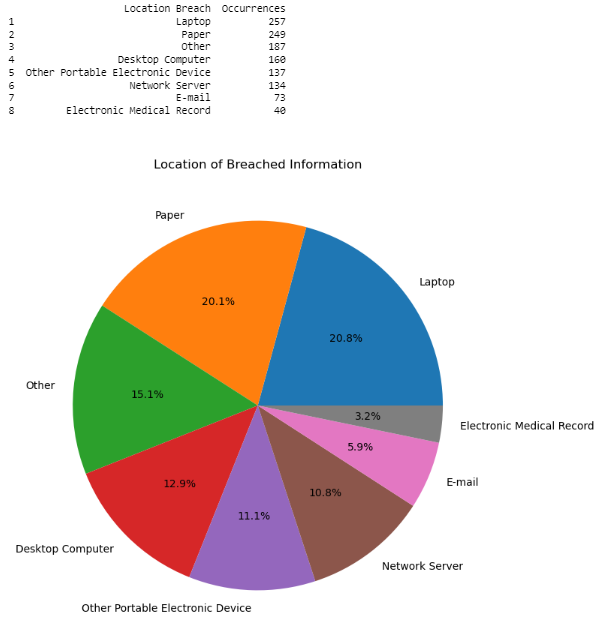 Location Breach  Occurrences
1 Laptop 257
2 Paper 249
3 Other 187
4 Desktop Computer 160
5 Other Portable Electronic Device 137
6 Network Server 134
7 E-mail 73
8 Electronic Medical Record 40
Location of Breached Information
Paper
Laptop
20.1%
20.8%
Other
15.1%
3.2%
Electronic Medical Record
5.9%
E-mail
12.9%
10.8%
11.1%
Desktop Computer
Network Server
Other Portable Electronic Device